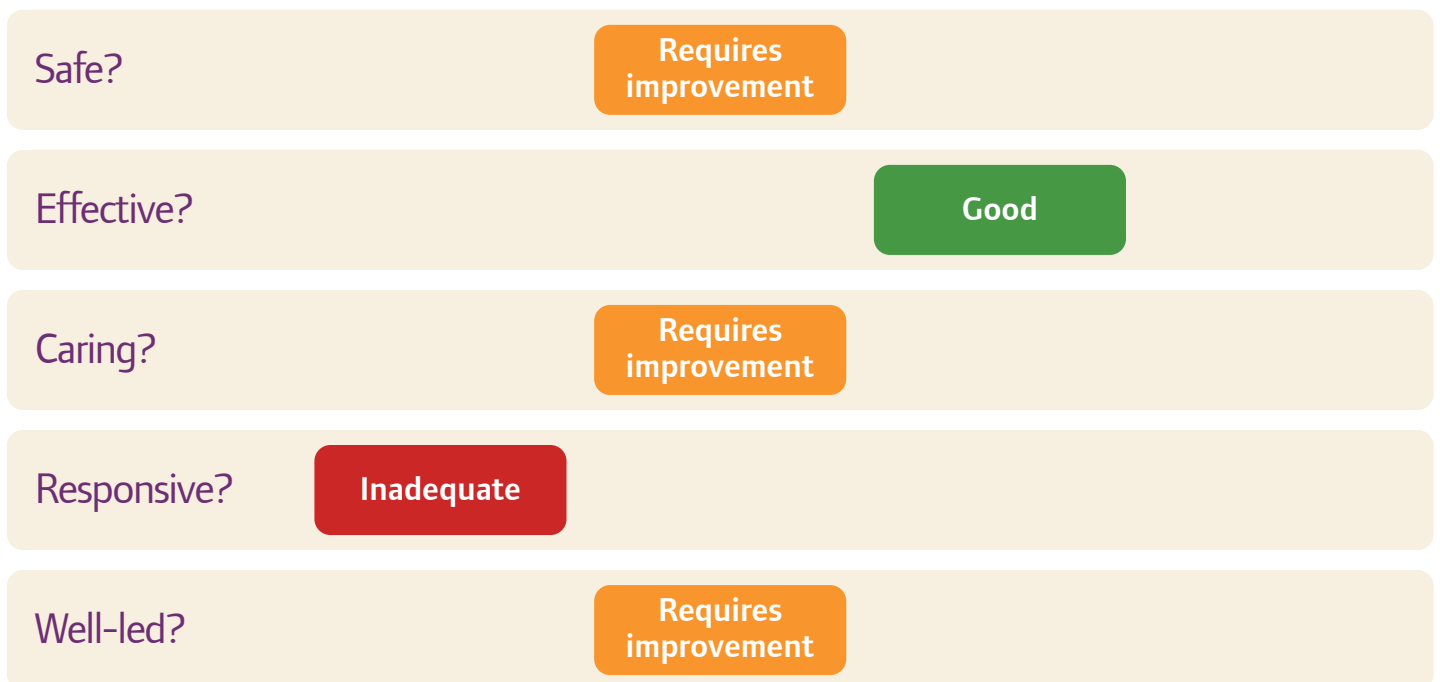 Safe?
Requires
improvement
Effective?
Good
Caring?
Requires
improvement
Responsive?
Inadequate
Well-led?
Requires
improvement